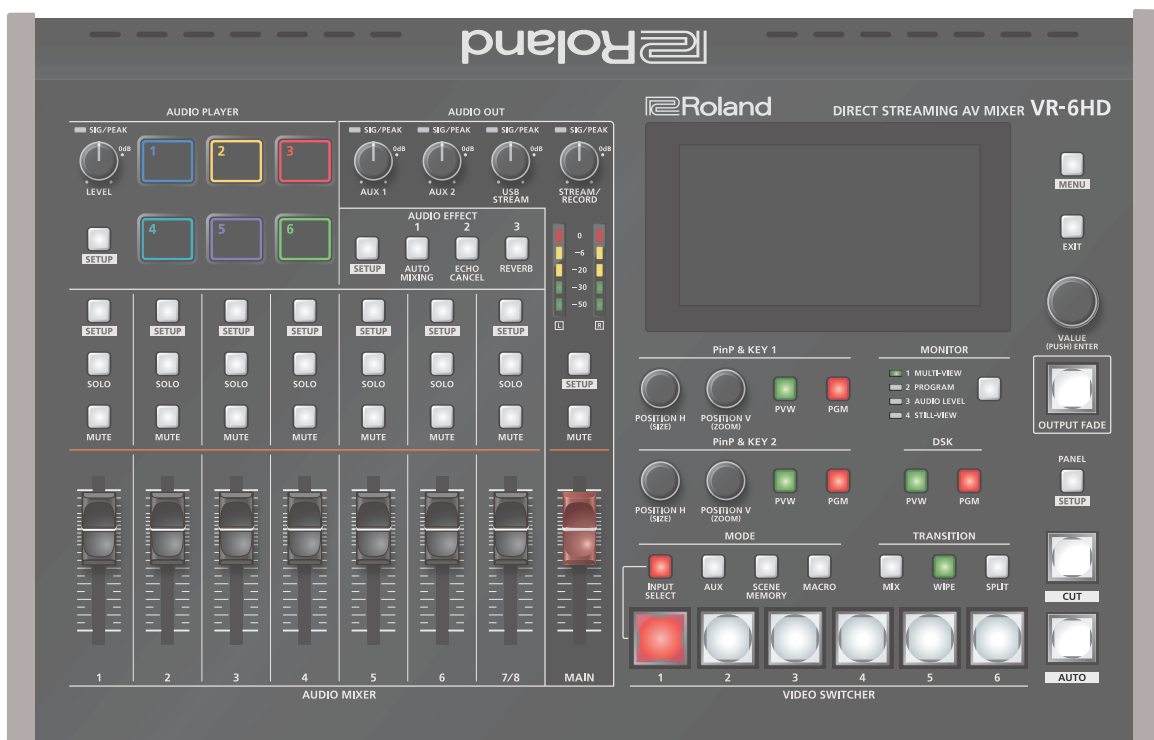 Roland
Roland DIRECT STREAMING AV MIXER VR-6HD
AUDIO PLAYER
SIG/PEAK
0dB
LEVEL
1 2 3
4 5 6
SETUP
AUDIO OUT
SIG/PEAK SIG/PEAK SIG/PEAK SIG/PEAK
0dB 0dB 0dB 0dB
AUX 1 AUX 2 USB STREAM STREAM/RECORD
AUDIO EFFECT
1 2 3
SETUP AUTO MIXING ECHO CANCEL REVERB
0
−6
−20
−30
−50
L R
SETUP SETUP SETUP SETUP SETUP SETUP SETUP
SOLO SOLO SOLO SOLO SOLO SOLO SOLO SETUP
MUTE MUTE MUTE MUTE MUTE MUTE MUTE MUTE
1 2 3 4 5 6 7/8 MAIN
AUDIO MIXER
MENU
EXIT
VALUE
(PUSH) ENTER
OUTPUT FADE
PinP & KEY 1
POSITION H (SIZE) POSITION V (ZOOM) PVW PGM
MONITOR
1 MULTI-VIEW
2 PROGRAM
3 AUDIO LEVEL
4 STILL-VIEW
PinP & KEY 2
POSITION H (SIZE) POSITION V (ZOOM) PVW PGM
DSK
PVW PGM
PANEL
SETUP
MODE
INPUT SELECT AUX SCENE MEMORY MACRO
TRANSITION
MIX WIPE SPLIT
CUT
1 2 3 4 5 6
AUTO
VIDEO SWITCHER